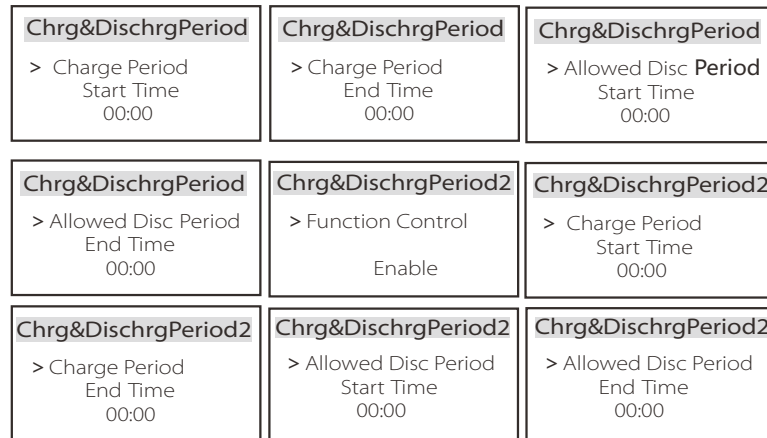 Chrg&DischrgPeriod
> Charge Period
Start Time
00:00
Chrg&DischrgPeriod
> Charge Period
End Time
00:00
Chrg&DischrgPeriod
> Allowed Disc Period
Start Time
00:00
Chrg&DischrgPeriod
> Allowed Disc Period
End Time
00:00
Chrg&DischrgPeriod2
> Function Control
Enable
Chrg&DischrgPeriod2
> Charge Period
Start Time
00:00
Chrg&DischrgPeriod2
> Charge Period
End Time
00:00
Chrg&DischrgPeriod2
> Allowed Disc Period
Start Time
00:00
Chrg&DischrgPeriod2
> Allowed Disc Period
End Time
00:00